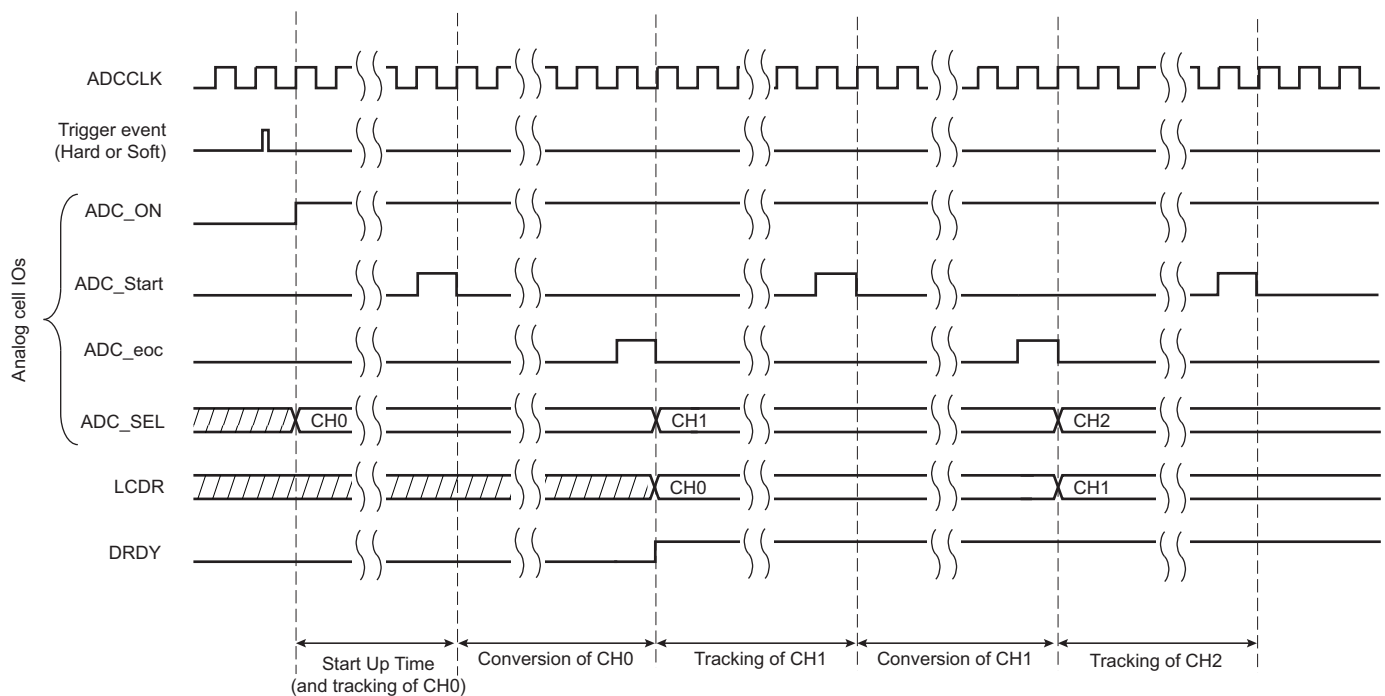 ADCCLK
Trigger event
(Hard or Soft)
Analog cell IOs
ADC_ON
ADC_Start
ADC_eoc
ADC_SEL
CH0
CH1
CH2
LCDR
CH0
CH1
DRDY
Start Up Time
(and tracking of CH0)
Conversion of CH0
Tracking of CH1
Conversion of CH1
Tracking of CH2